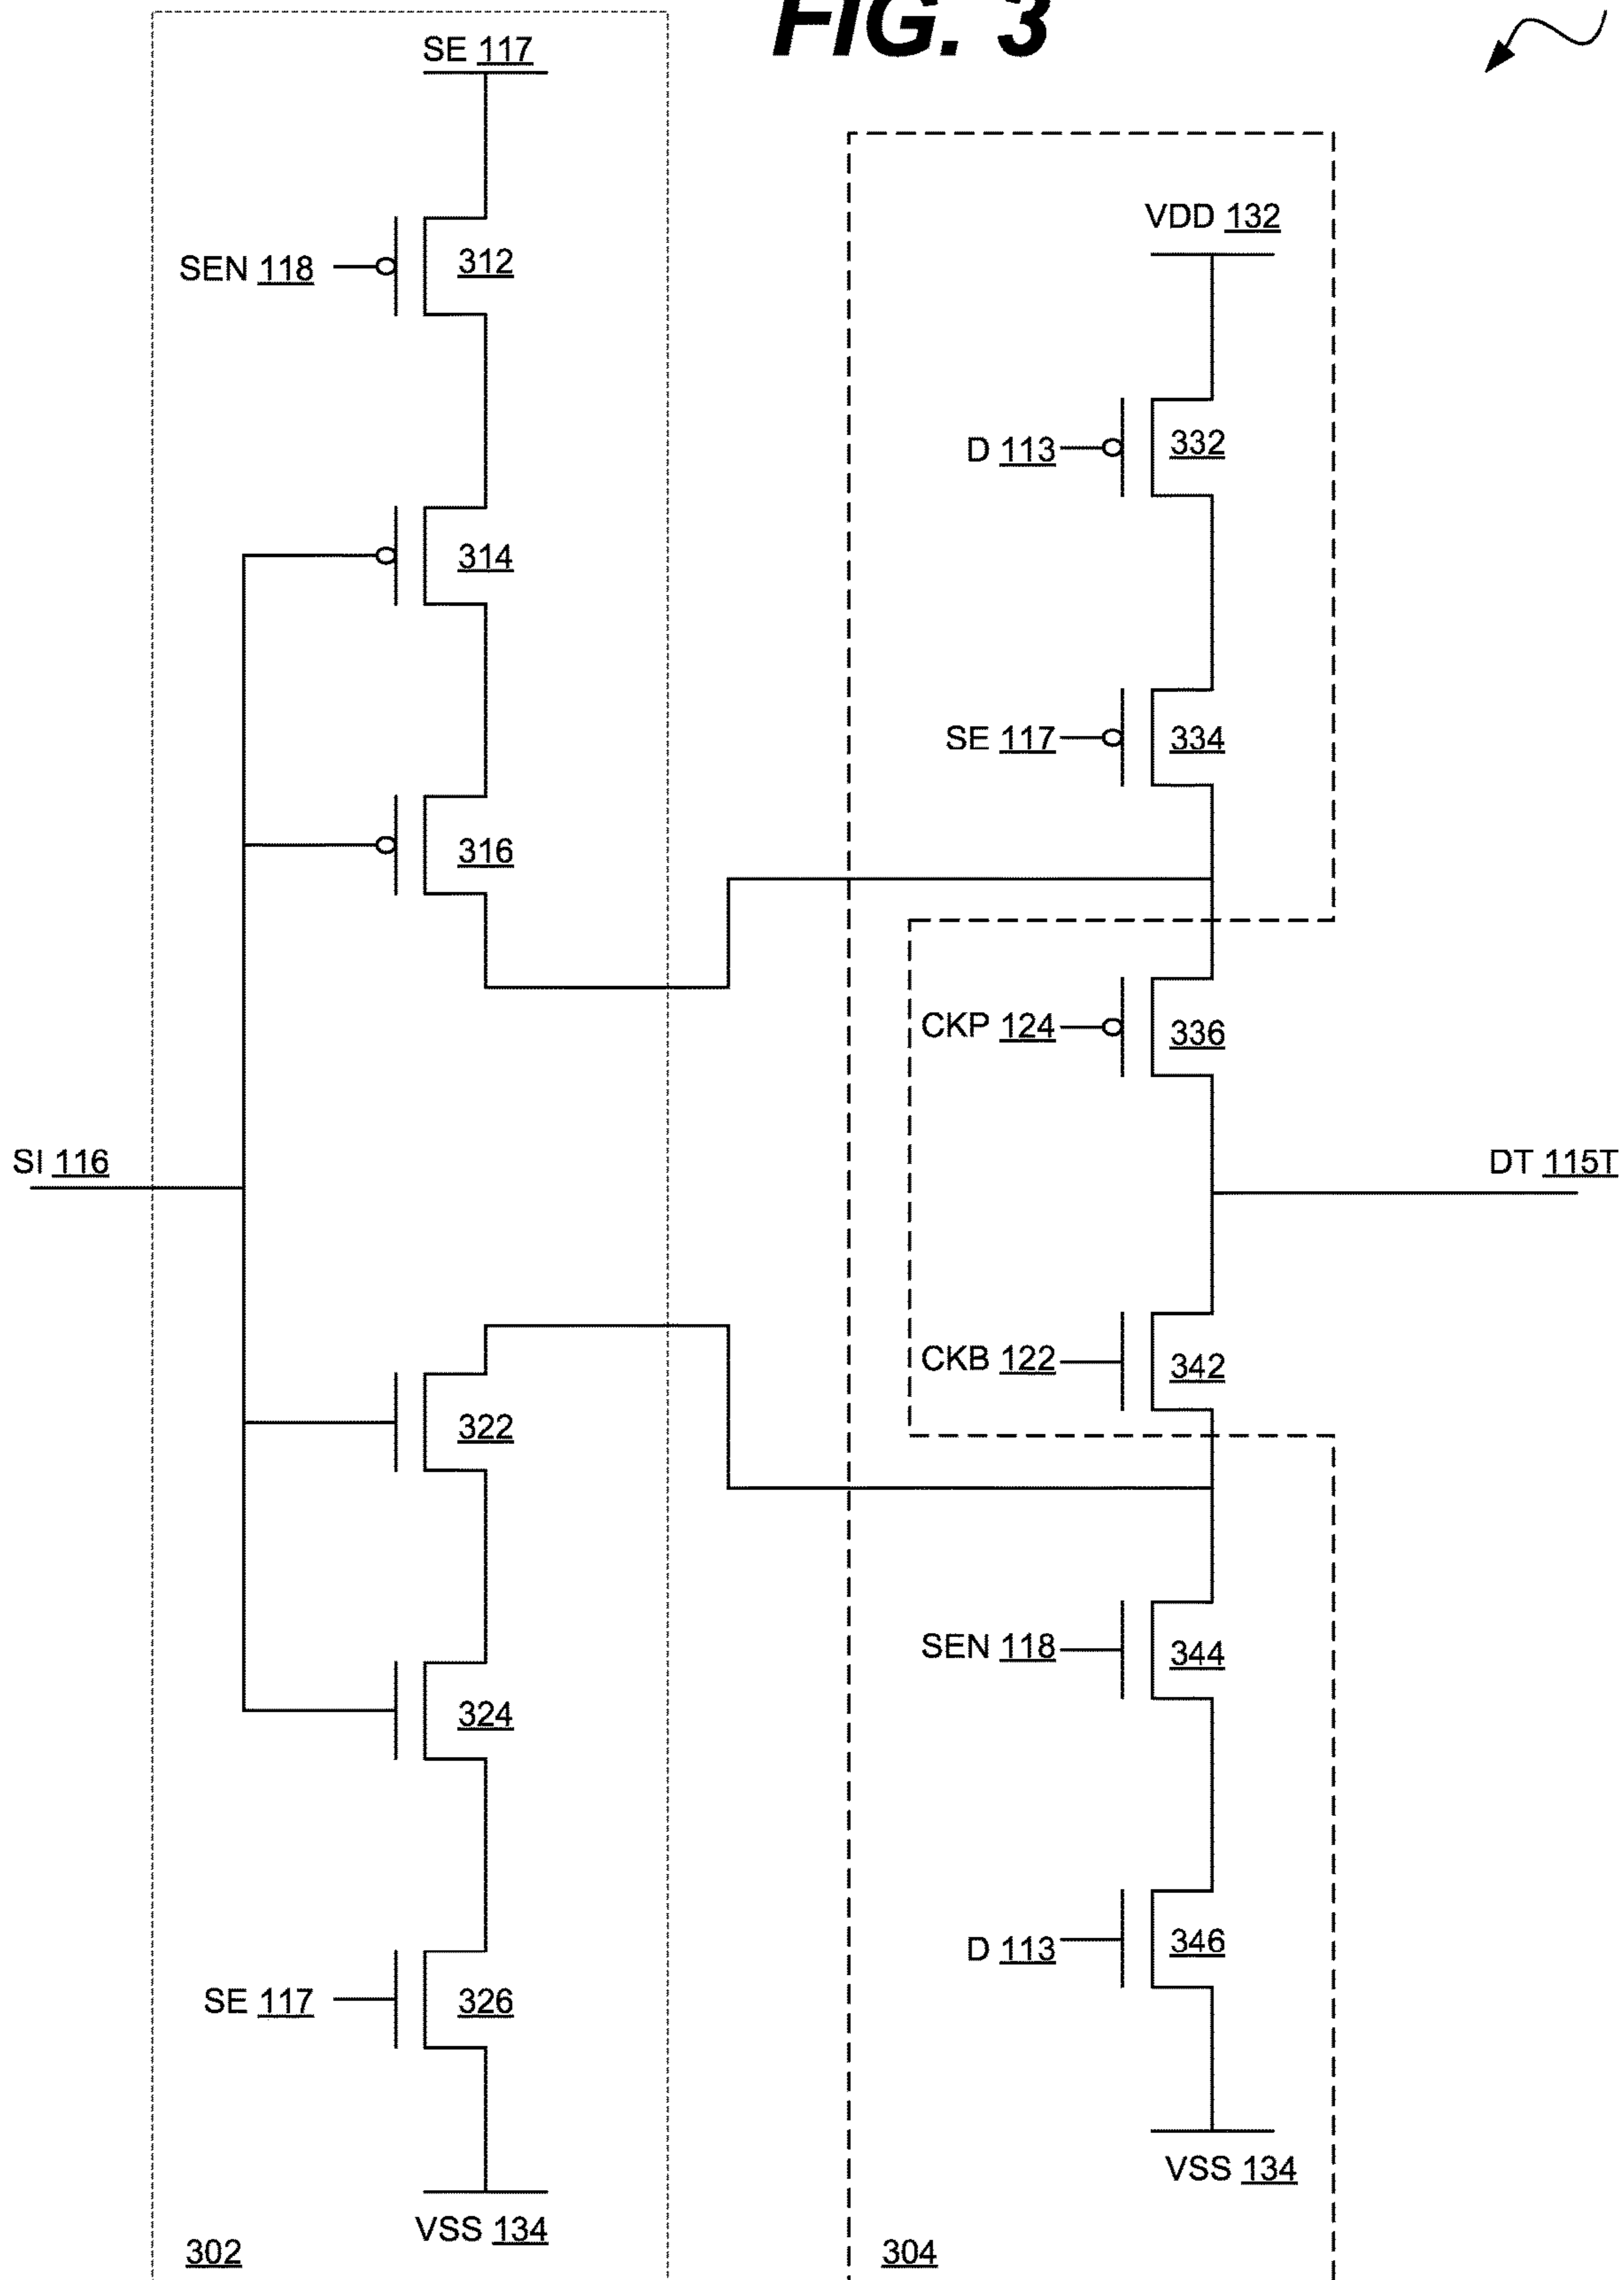 FIG. 3
SE 117
SEN 118
312
314
316
SI 116
322
324
SE 117
326
VSS 134
302
VDD 132
D 113
332
SE 117
334
CKP 124
336
DT 115T
CKB 122
342
SEN 118
344
D 113
346
VSS 134
304